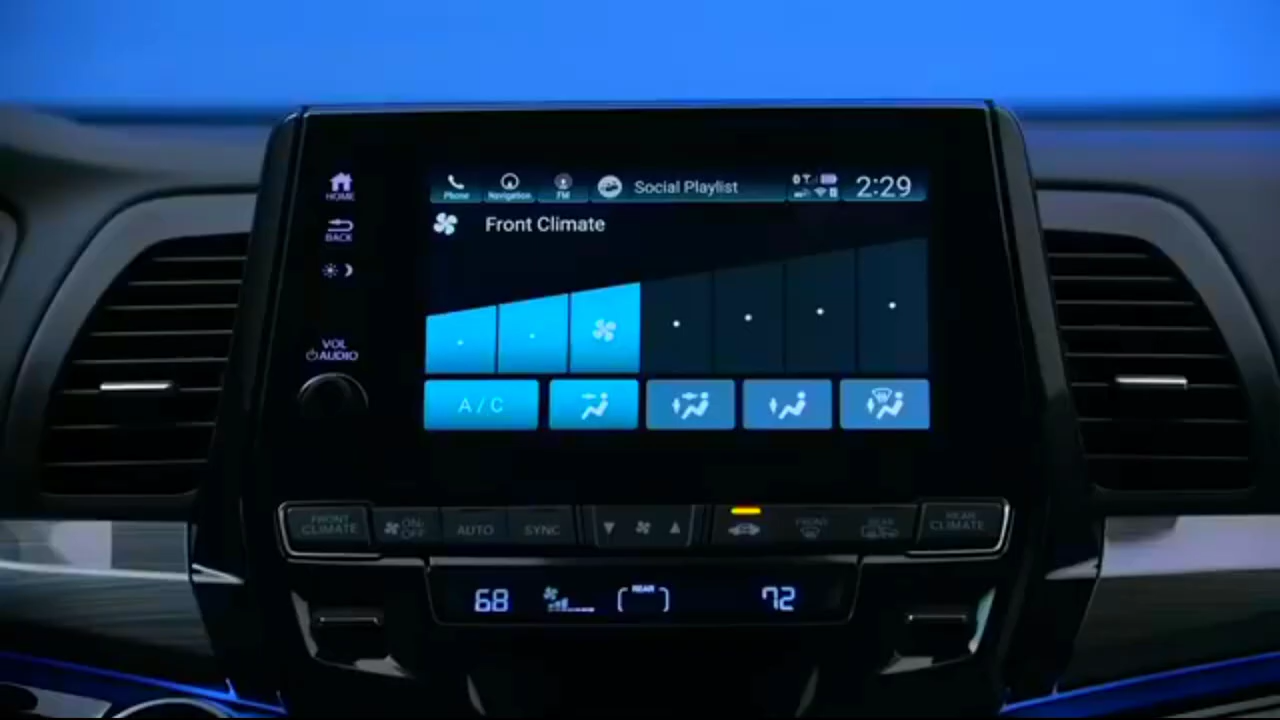 HOME
BACK
VOL
AUDIO
Phone
Navigation
FM
Social Playlist
2:29
Front Climate
A/C
FRONT
CLIMATE
ON/
OFF
AUTO
SYNC
FRONT
REAR
REAR
CLIMATE
68
REAR
72